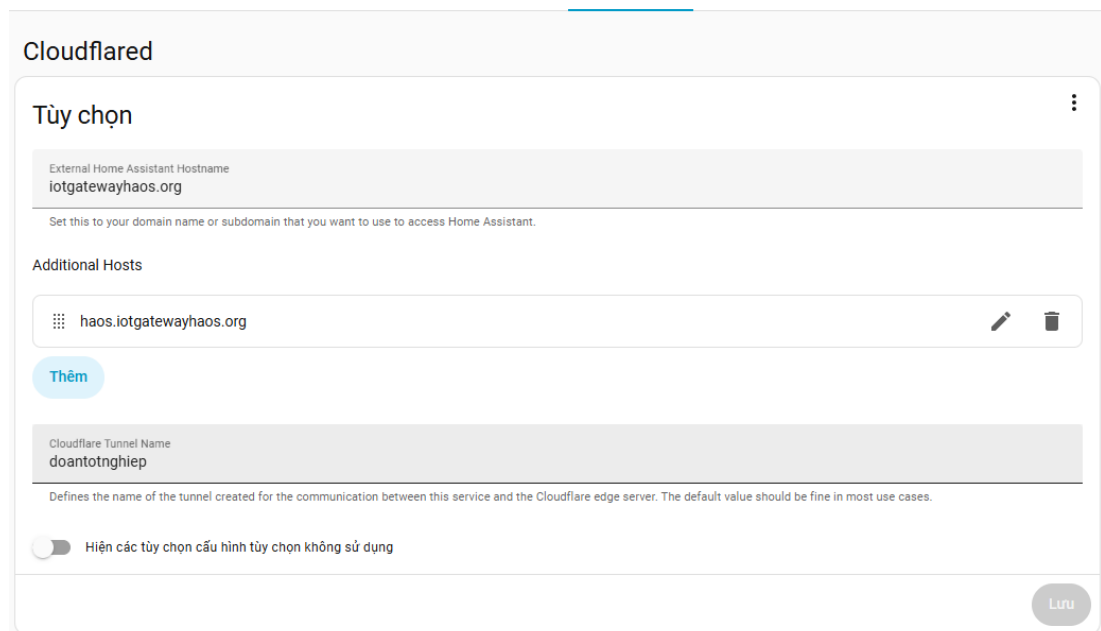 Cloudflared
Tùy chọn
External Home Assistant Hostname
iotgatewayhaos.org
Set this to your domain name or subdomain that you want to use to access Home Assistant.
Additional Hosts
haos.iotgatewayhaos.org
Thêm
Cloudflare Tunnel Name
doantotnghiep
Defines the name of the tunnel created for the communication between this service and the Cloudflare edge server. The default value should be fine in most use cases.
Hiện các tùy chọn cấu hình tùy chọn không sử dụng
Lưu